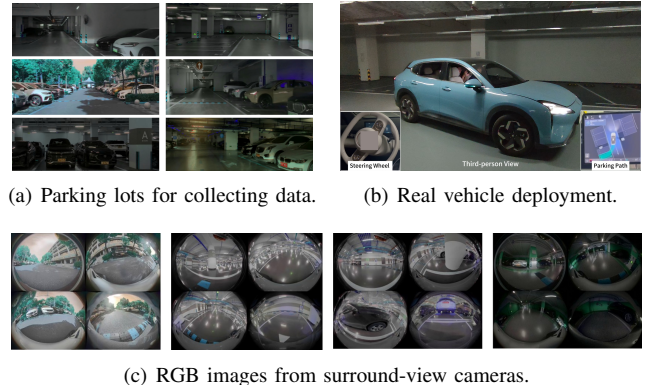 Steering Wheel
Third-person View
Parking Path
(a) Parking lots for collecting data.
(b) Real vehicle deployment.
(c) RGB images from surround-view cameras.